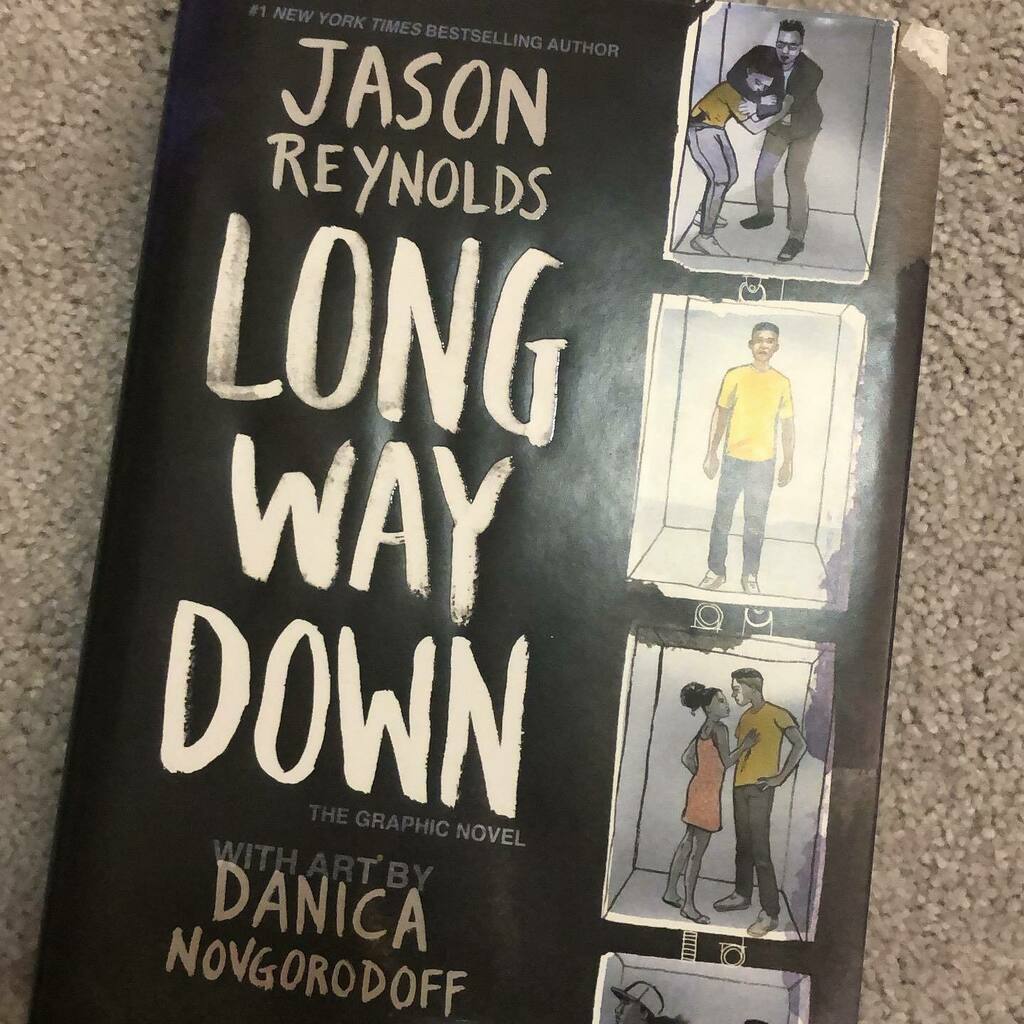 #1 NEW YORK TIMES BESTSELLING AUTHOR
JASON
REYNOLDS
LONG
WAY
DOWN
THE GRAPHIC NOVEL
WITH ART BY
DANICA
NOVGORODOFF